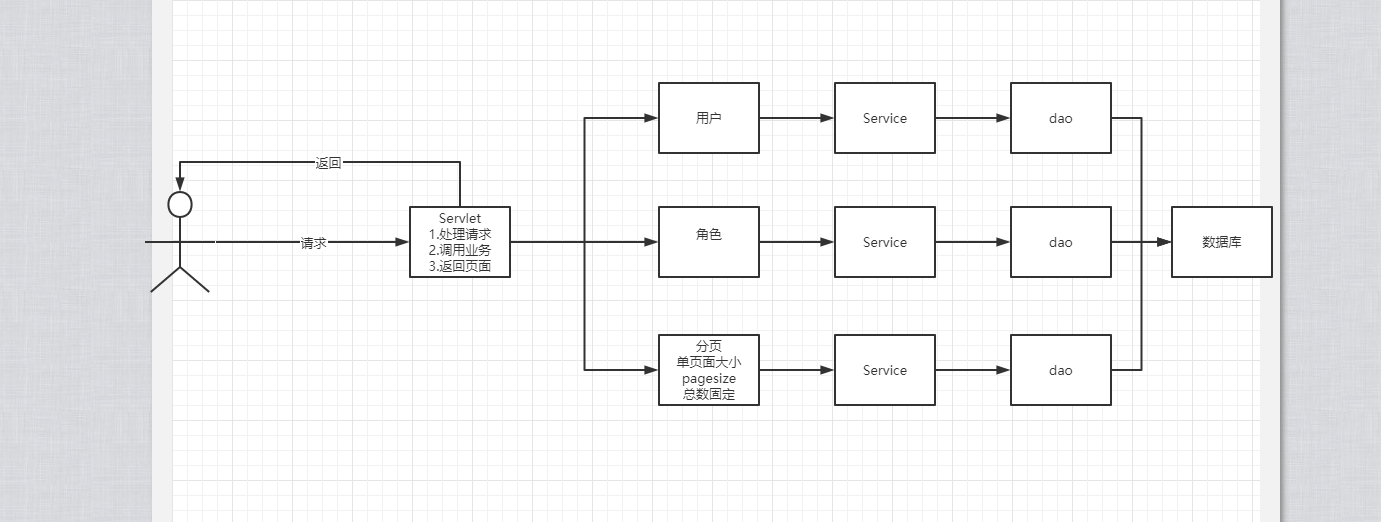 返回
请求
Servlet
1.处理请求
2.调用业务
3.返回页面
用户
Service
dao
角色
Service
dao
数据库
分页
单页面大小
pagesize
总数固定
Service
dao